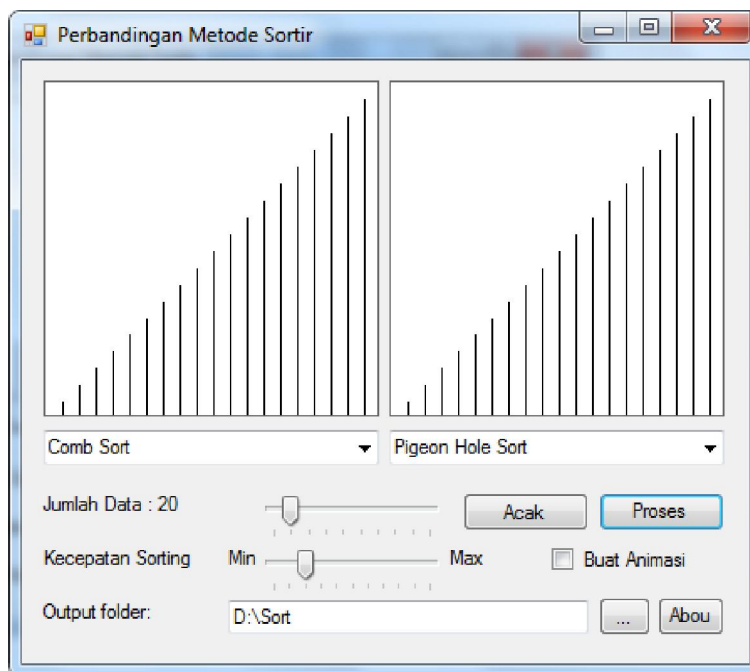 Perbandingan Metode Sortir
Comb Sort
Pigeon Hole Sort
Jumlah Data : 20
Acak
Proses
Kecepatan Sorting
Min
Max
Buat Animasi
Output folder:
D:\Sort
...
Abou